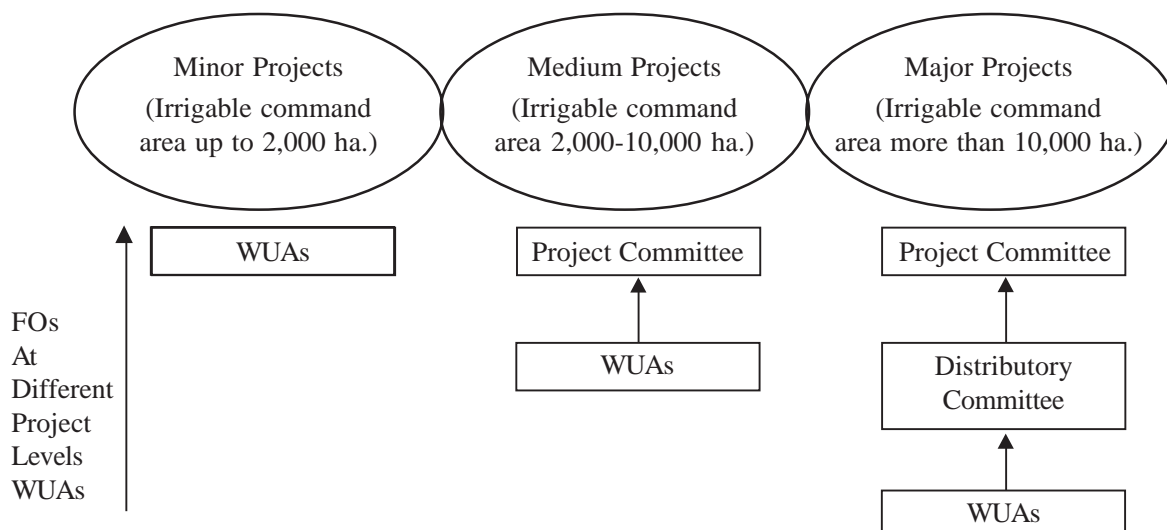 Minor Projects
(Irrigable command
area up to 2,000 ha.)
Medium Projects
(Irrigable command
area 2,000-10,000 ha.)
Major Projects
(Irrigable command
area more than 10,000 ha.)
FOs
At
Different
Project
Levels
WUAs
WUAs
Project Committee
WUAs
Project Committee
Distributory
Committee
WUAs